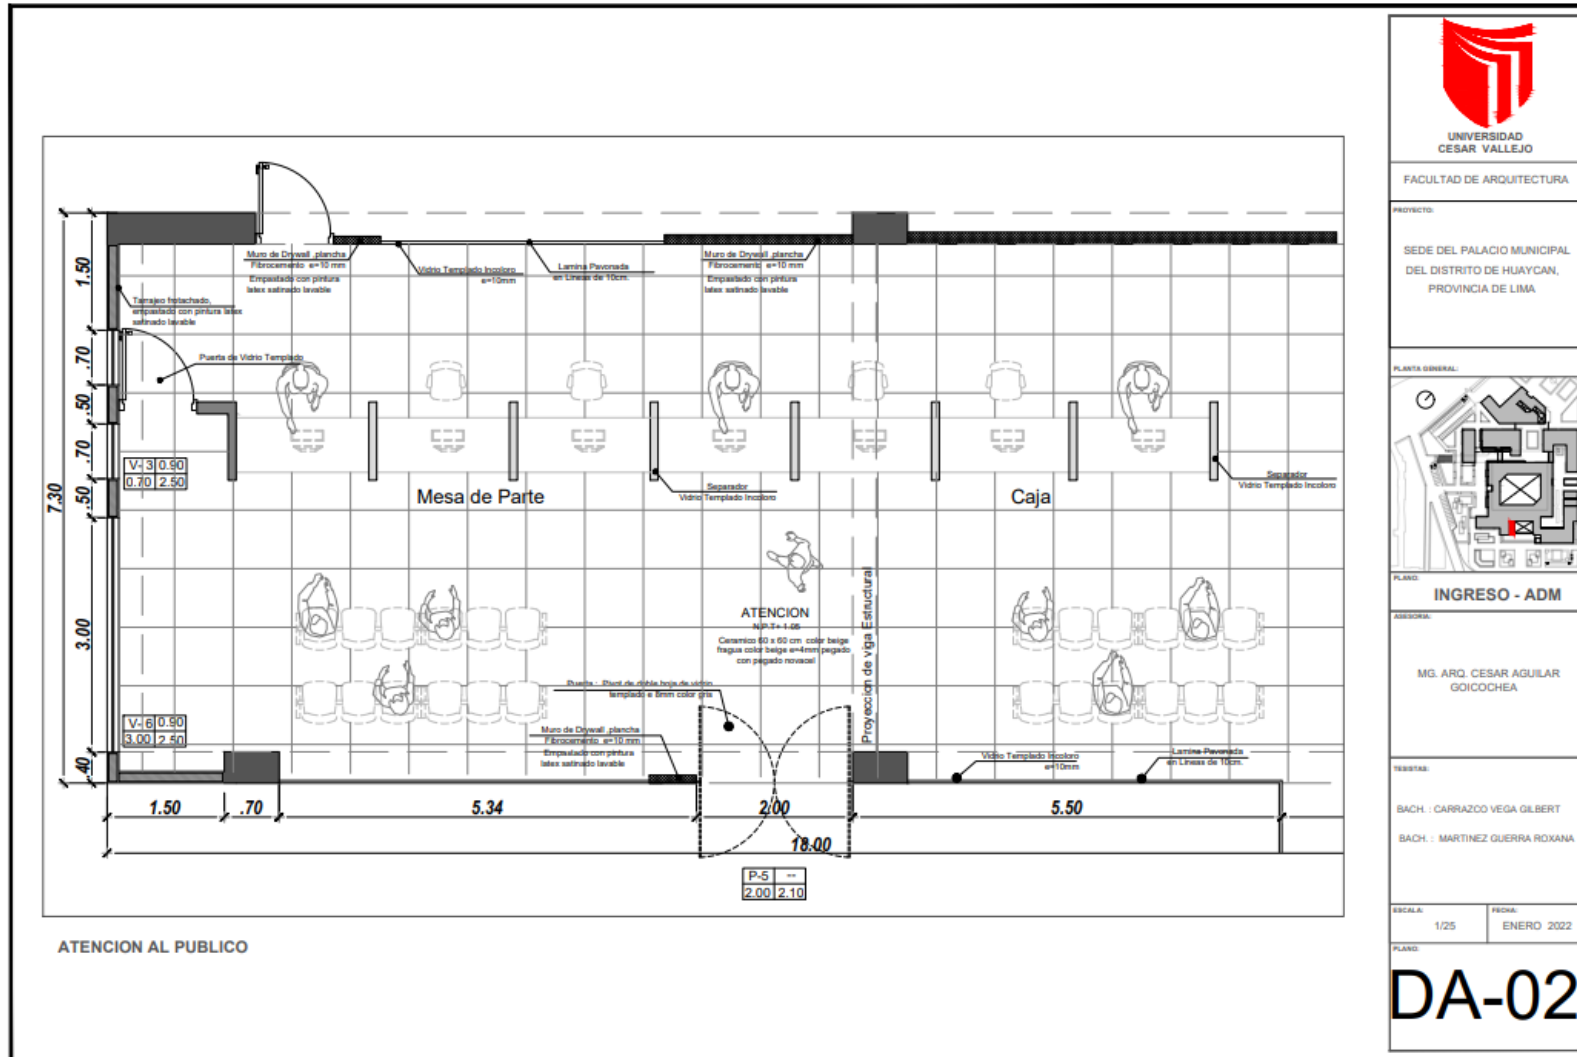 Muro de Drywall ,plancha
Fibrocemento e=10 mm
Empastado con pintura
latex satinado lavable
Vidrio Templado Incoloro
e=10mm
Lamina Pavonada
en Lineas de 10cm.
Muro de Drywall ,plancha
Fibrocemento e=10 mm
Empastado con pintura
latex satinado lavable
Tarrajeo frotachado,
empastado con pintura latex
satinado lavable
Puerta de Vidrio Templado
1.50
.70
.50
.70
.50
3.00
.40
7.30
V- 3 0.90
0.70 2.50
Mesa de Parte
Separador
Vidrio Templado Incoloro
Caja
Separador
Vidrio Templado Incoloro
ATENCION
N.P.T+ 1.05
Ceramico 60 x 60 cm color beige
fragua color beige e=4mm pegado
con pegado novacel
Proyeccion de viga Estructural
Puerta : Pivot de doble hoja de vidrio
templado e 8mm color gris
Muro de Drywall ,plancha
Fibrocemento e=10 mm
Empastado con pintura
latex satinado lavable
V- 6 0.90
3.00 2.50
Vidrio Templado Incoloro
e=10mm
Lamina Pavonada
en Lineas de 10cm.
1.50
.70
5.34
2.00
5.50
18.00
P-5 --
2.00 2.10
ATENCION AL PUBLICO
UNIVERSIDAD
CESAR VALLEJO
FACULTAD DE ARQUITECTURA
PROYECTO:
SEDE DEL PALACIO MUNICIPAL
DEL DISTRITO DE HUAYCAN,
PROVINCIA DE LIMA
PLANTA GENERAL:
PLANO:
INGRESO - ADM
ASESORIA:
MG. ARQ. CESAR AGUILAR
GOICOCHEA
TESISTAS:
BACH. : CARRAZCO VEGA GILBERT
BACH. : MARTINEZ GUERRA ROXANA
ESCALA:
1/25
FECHA:
ENERO 2022
PLANO:
DA-02